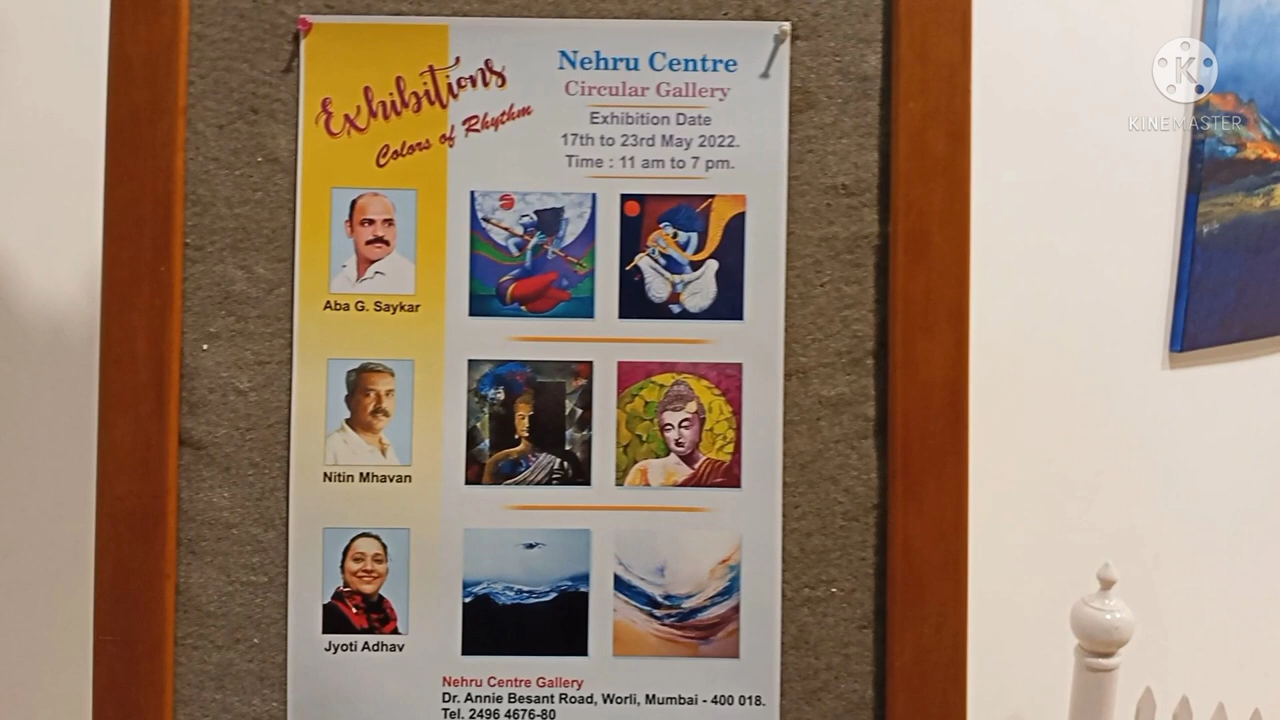 Exhibitions
Colors of Rhythm
Nehru Centre
Circular Gallery
Exhibition Date
17th to 23rd May 2022.
Time : 11 am to 7 pm.
Aba G. Saykar
Nitin Mhavan
Jyoti Adhav
Nehru Centre Gallery
Dr. Annie Besant Road, Worli, Mumbai - 400 018.
Tel. 2496 4676-80
K
KINEMASTER